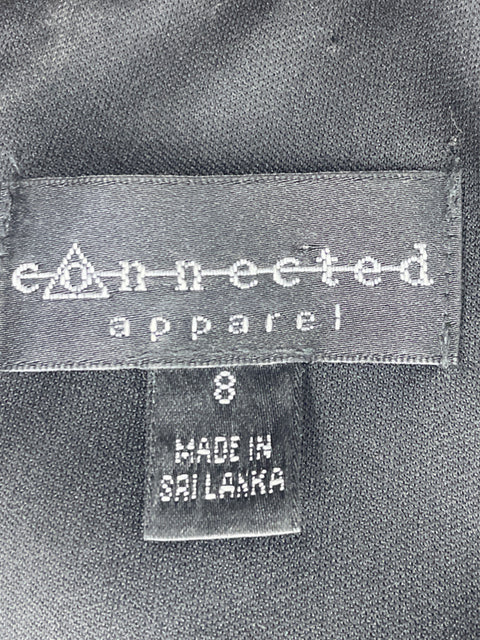 connected
apparel
8
MADE IN
SRI LANKA